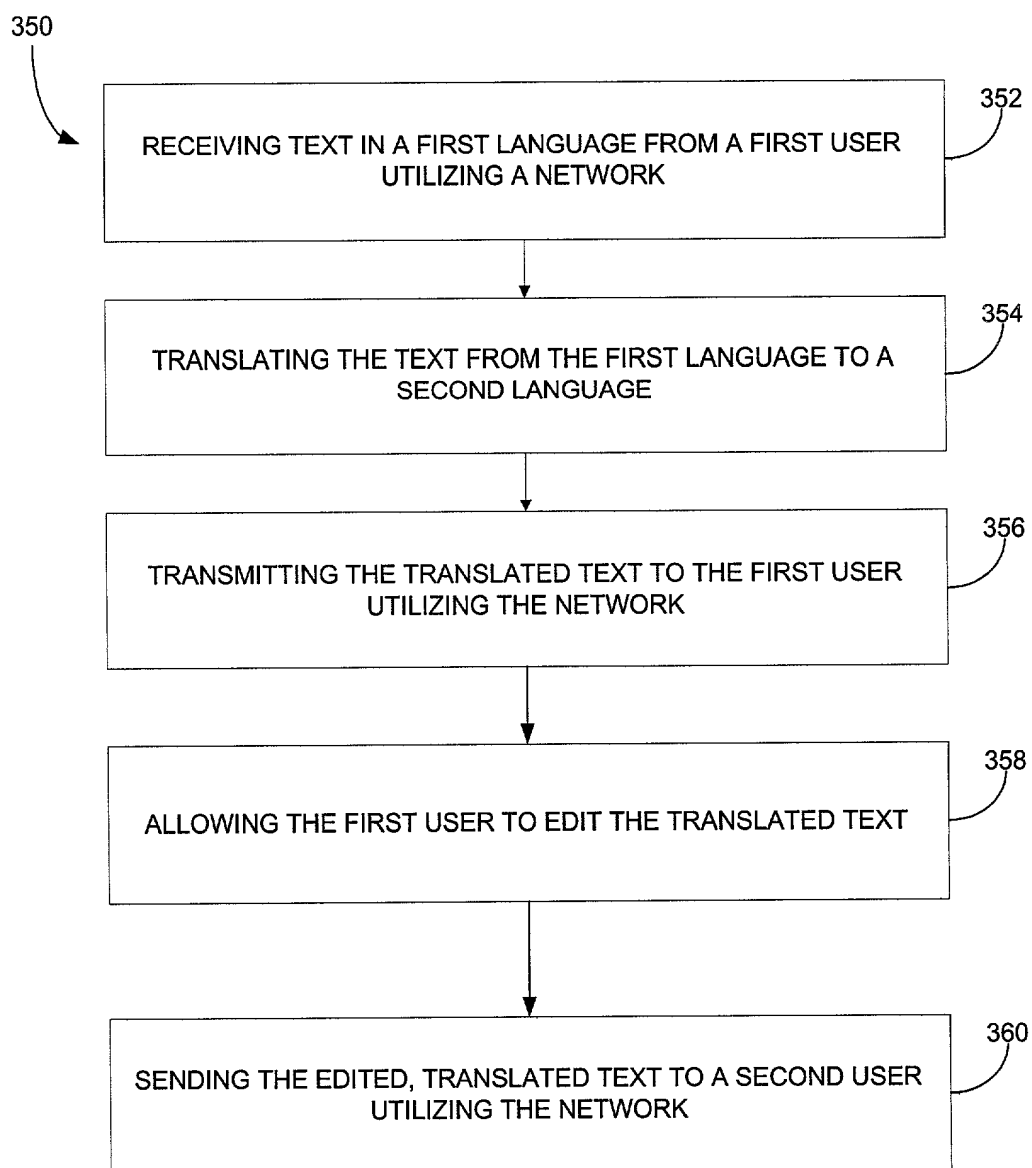 350
352
RECEIVING TEXT IN A FIRST LANGUAGE FROM A FIRST USER
UTILIZING A NETWORK
354
TRANSLATING THE TEXT FROM THE FIRST LANGUAGE TO A
SECOND LANGUAGE
356
TRANSMITTING THE TRANSLATED TEXT TO THE FIRST USER
UTILIZING THE NETWORK
358
ALLOWING THE FIRST USER TO EDIT THE TRANSLATED TEXT
360
SENDING THE EDITED, TRANSLATED TEXT TO A SECOND USER
UTILIZING THE NETWORK